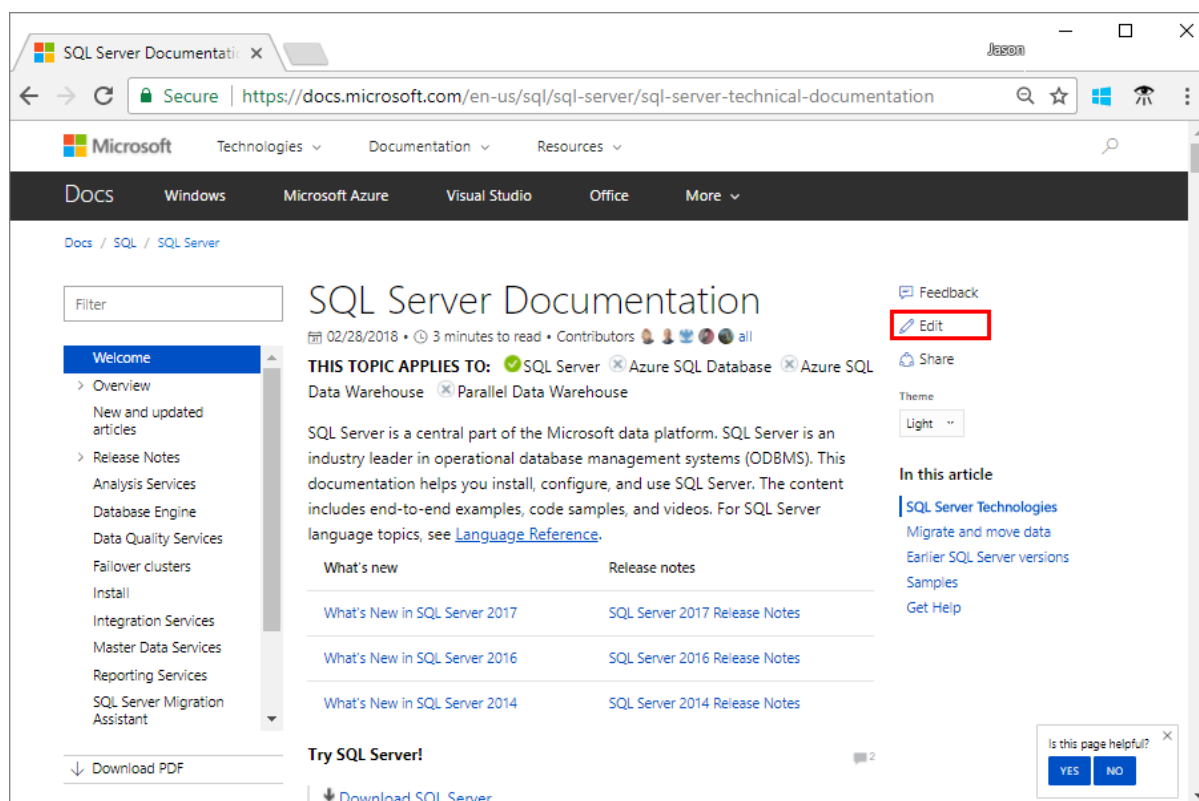 SQL Server Documentatic
Jason
Secure https://docs.microsoft.com/en-us/sql/sql-server/sql-server-technical-documentation
Microsoft Technologies Documentation Resources
Docs Windows Microsoft Azure Visual Studio Office More
Docs / SQL / SQL Server
Filter
Welcome
Overview
New and updated
articles
Release Notes
Analysis Services
Database Engine
Data Quality Services
Failover clusters
Install
Integration Services
Master Data Services
Reporting Services
SQL Server Migration
Assistant
Download PDF
SQL Server Documentation
02/28/2018 • 3 minutes to read • Contributors all
THIS TOPIC APPLIES TO: SQL Server Azure SQL Database Azure SQL
Data Warehouse Parallel Data Warehouse
SQL Server is a central part of the Microsoft data platform. SQL Server is an
industry leader in operational database management systems (ODBMS). This
documentation helps you install, configure, and use SQL Server. The content
includes end-to-end examples, code samples, and videos. For SQL Server
language topics, see Language Reference.
What's new Release notes
What's New in SQL Server 2017 SQL Server 2017 Release Notes
What's New in SQL Server 2016 SQL Server 2016 Release Notes
What's New in SQL Server 2014 SQL Server 2014 Release Notes
Try SQL Server! 2
Download SQL Server
Feedback
Edit
Share
Theme
Light
In this article
SQL Server Technologies
Migrate and move data
Earlier SQL Server versions
Samples
Get Help
Is this page helpful?
YES NO